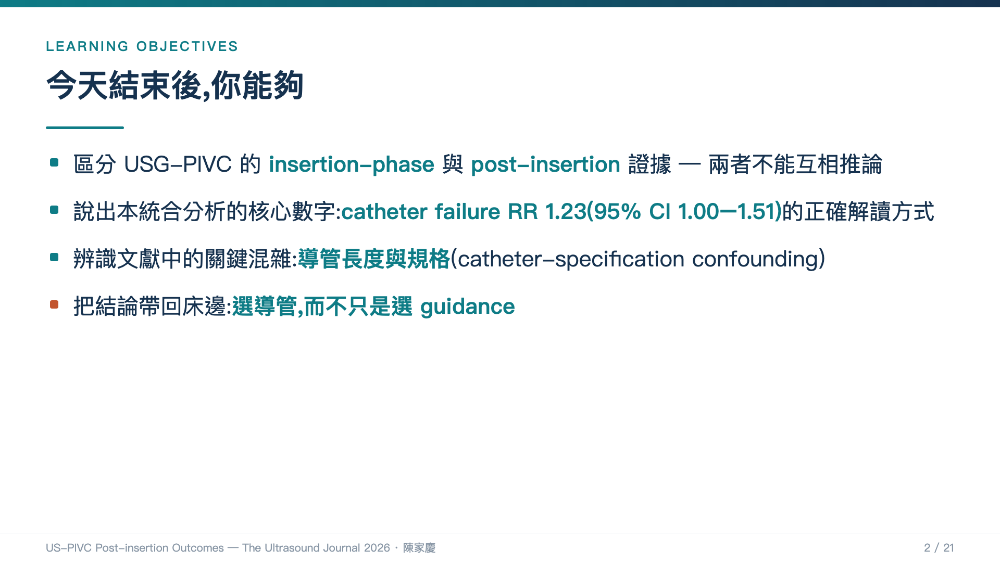 LEARNING OBJECTIVES
今天結束後,你能夠
區分 USG-PIVC 的 insertion-phase 與 post-insertion 證據 — 兩者不能互相推論
說出本統合分析的核心數字:catheter failure RR 1.23(95% CI 1.00–1.51)的正確解讀方式
辨識文獻中的關鍵混雜:導管長度與規格(catheter-specification confounding)
把結論帶回床邊:選導管,而不只是選 guidance
US-PIVC Post-insertion Outcomes — The Ultrasound Journal 2026 · 陳家慶
2 / 21